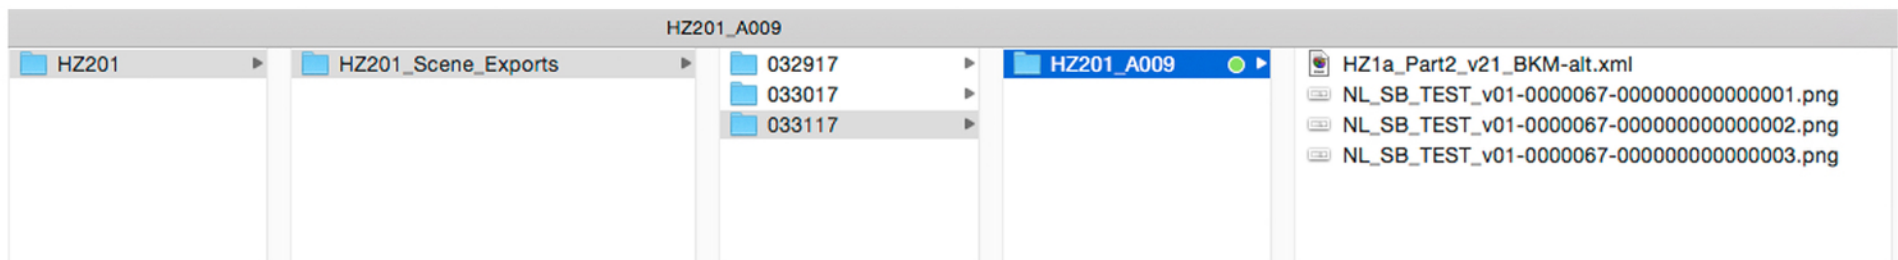 HZ201_A009
HZ201
HZ201_Scene_Exports
032917
033017
033117
HZ201_A009
HZ1a_Part2_v21_BKM-alt.xml
NL_SB_TEST_v01-0000067-000000000000001.png
NL_SB_TEST_v01-0000067-000000000000002.png
NL_SB_TEST_v01-0000067-000000000000003.png